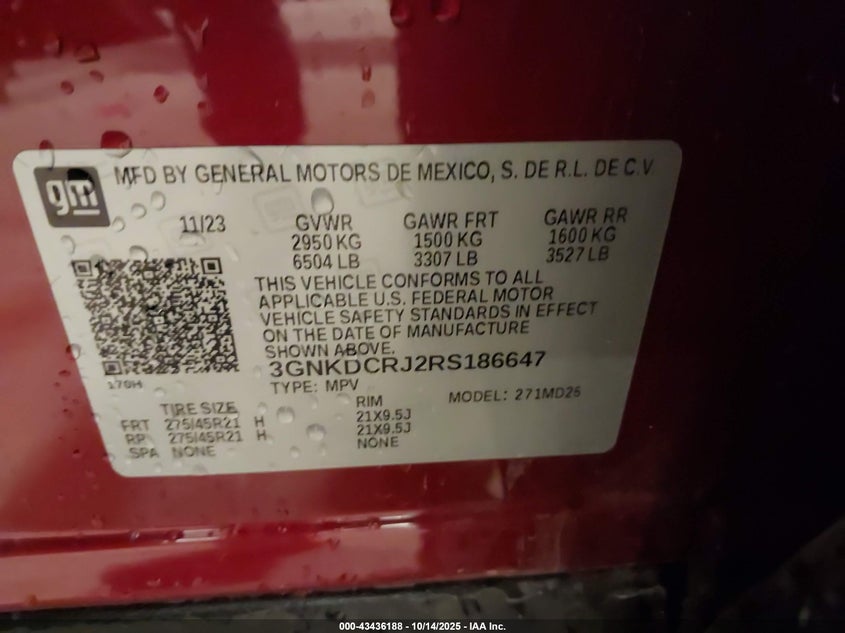 gm
MFD BY GENERAL MOTORS DE MEXICO, S. DE R.L. DE C.V
11/23 GVWR GAWR FRT GAWR RR
2950 KG 1500 KG 1600 KG
6504 LB 3307 LB 3527 LB
THIS VEHICLE CONFORMS TO ALL
APPLICABLE U.S. FEDERAL MOTOR
VEHICLE SAFETY STANDARDS IN EFFECT
ON THE DATE OF MANUFACTURE
SHOWN ABOVE.
3GNKDCRJ2RS186647
170H
TYPE: MPV MODEL: 271MD26
TIRE SIZE RIM
FRT 275/45R21 H 21X9.5J
RP 275/45R21 H 21X9.5J
SPA NONE NONE
000-43436188 - 10/14/2025 - IAA Inc.